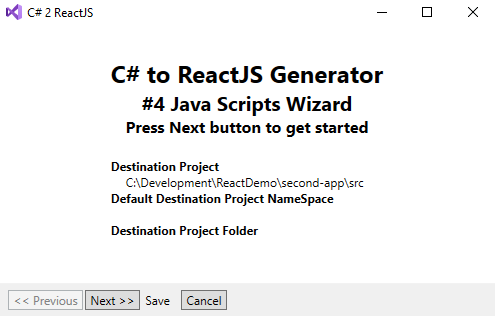 C# 2 ReactJS
C# to ReactJS Generator
#4 Java Scripts Wizard
Press Next button to get started
Destination Project
C:\Development\ReactDemo\second-app\src
Default Destination Project NameSpace
Destination Project Folder
<< Previous Next >> Save Cancel